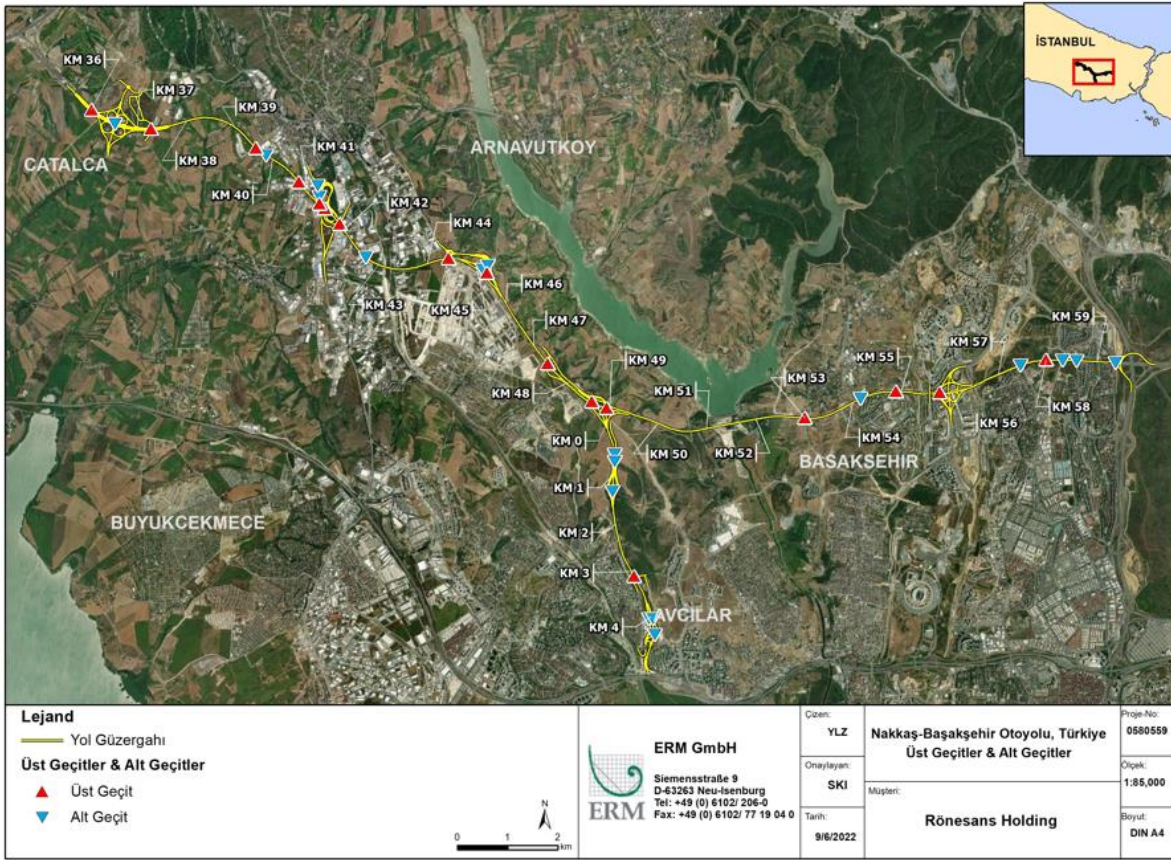 İSTANBUL
KM 36
KM 37
KM 39
CATALCA
KM 38
KM 41
KM 40
ARNAVUTKOY
KM 42
KM 44
KM 43
KM 45
KM 46
KM 47
KM 48
KM 49
KM 51
KM 53
KM 55
KM 57
KM 59
KM 58
KM 56
KM 54
KM 52
KM 50
KM 0
BASAKSEHIR
KM 1
BUYUKCEKMECE
KM 2
KM 3
AVCILAR
KM 4
Lejand
Yol Güzergahı
Üst Geçitler & Alt Geçitler
Üst Geçit
Alt Geçit
N
0 1 2
km
ERM
ERM GmbH
Siemensstraße 9
D-63263 Neu-Isenburg
Tel: +49 (0) 6102/ 206-0
Fax: +49 (0) 6102/ 77 19 04 0
Çizen:
YLZ
Onaylayan:
SKI
Tarih:
9/6/2022
Nakkaş-Başakşehir Otoyolu, Türkiye
Üst Geçitler & Alt Geçitler
Müşteri:
Rönesans Holding
Proje-No:
0580559
Ölçek:
1:85,000
Boyut:
DIN A4